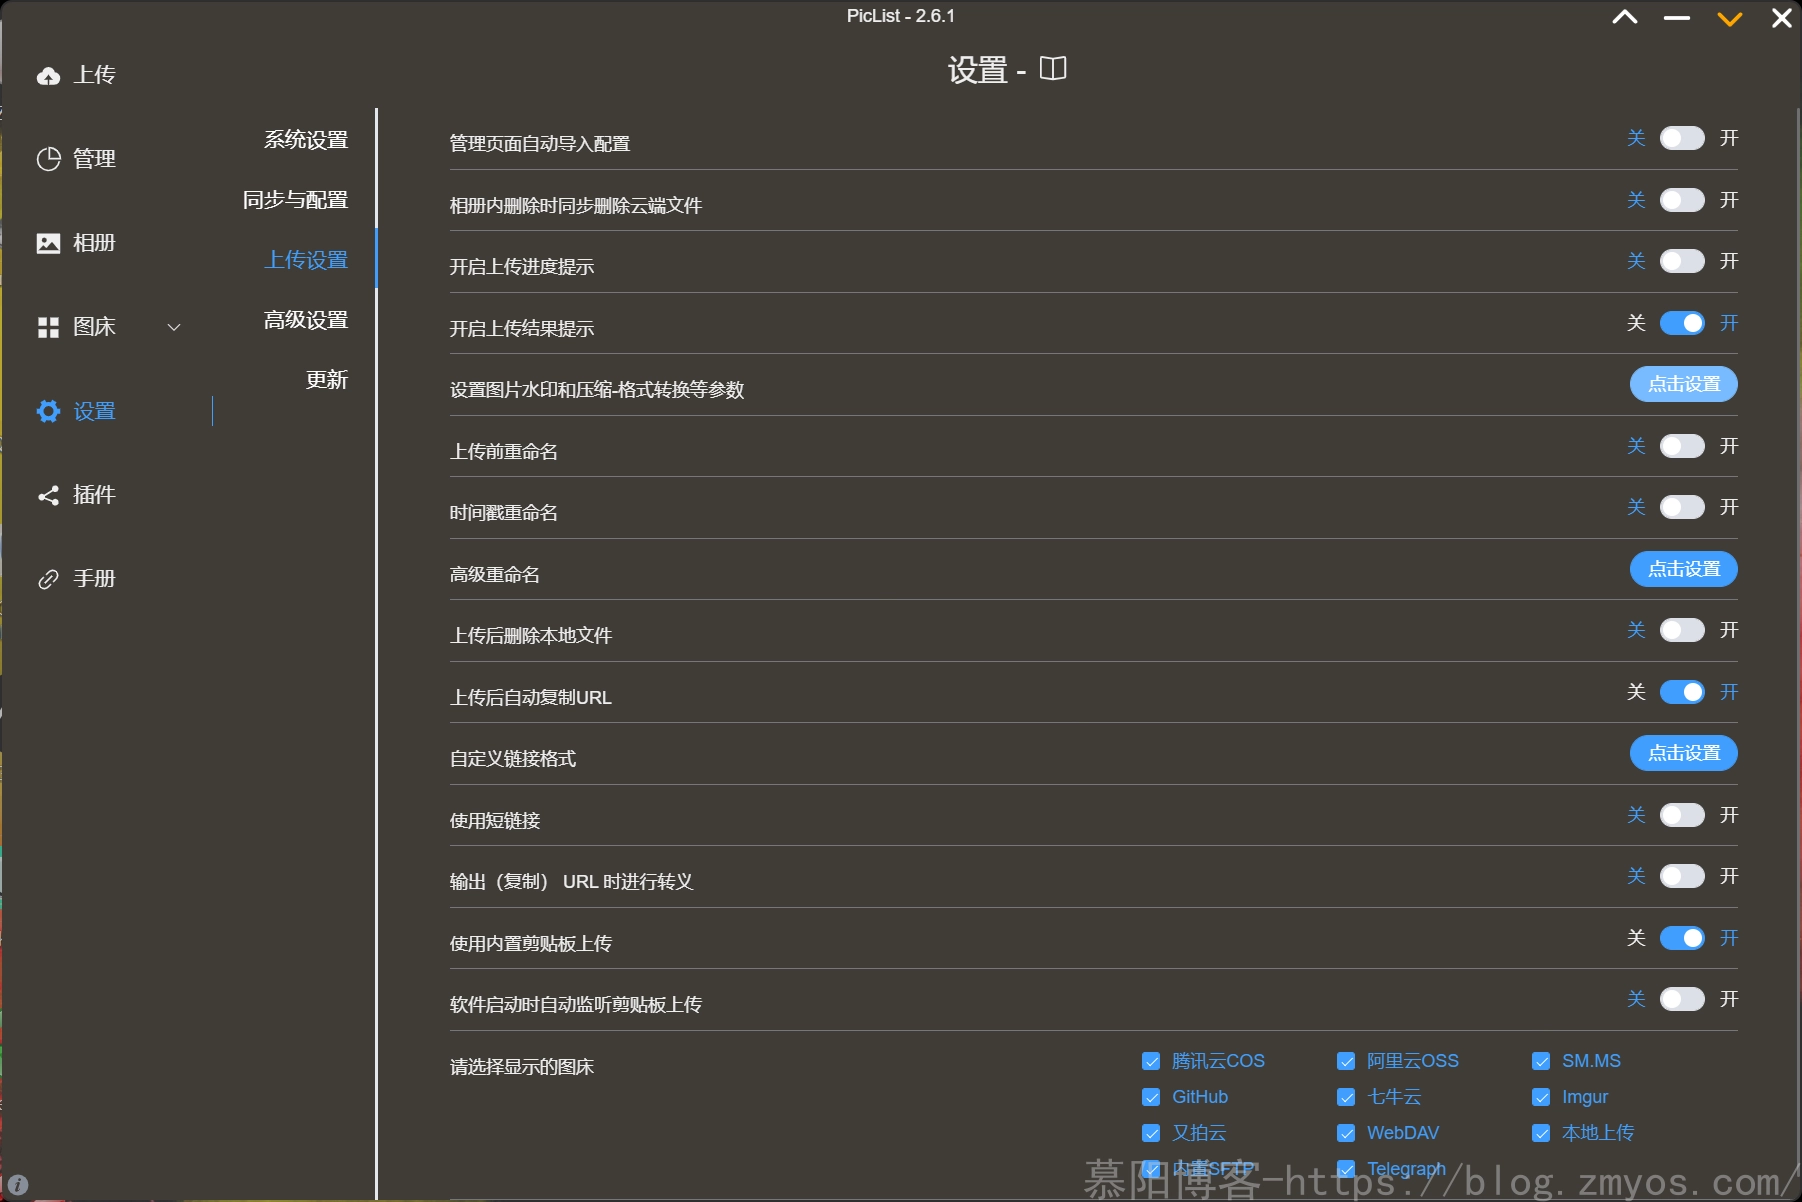 PicList - 2.6.1
设置 -
上传
管理
相册
图床
设置
插件
手册
系统设置
同步与配置
上传设置
高级设置
更新
管理页面自动导入配置 关 开
相册内删除时同步删除云端文件 关 开
开启上传进度提示 关 开
开启上传结果提示 关 开
设置图片水印和压缩-格式转换等参数 点击设置
上传前重命名 关 开
时间戳重命名 关 开
高级重命名 点击设置
上传后删除本地文件 关 开
上传后自动复制URL 关 开
自定义链接格式 点击设置
使用短链接 关 开
输出（复制） URL 时进行转义 关 开
使用内置剪贴板上传 关 开
软件启动时自动监听剪贴板上传 关 开
请选择显示的图床 腾讯云COS 阿里云OSS SM.MS
GitHub 七牛云 Imgur
又拍云 WebDAV 本地上传
内置SFTP Telegraph
慕阳博客-https://blog.zmyos.com/